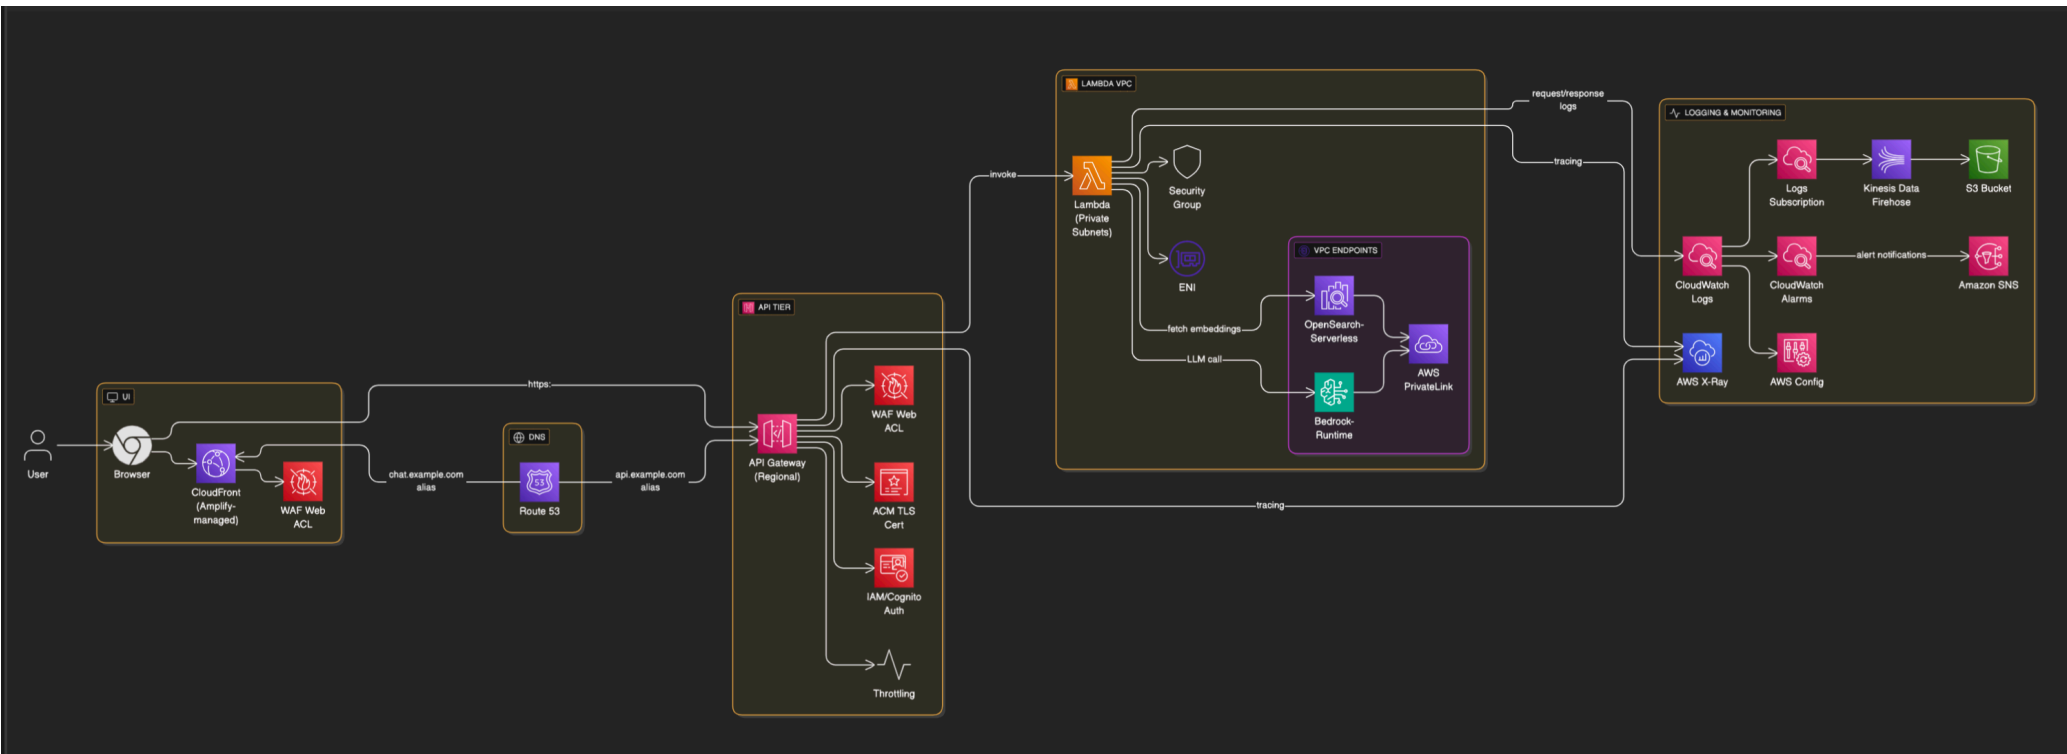 User
UI
Browser
CloudFront
(Amplify-
managed)
WAF Web
ACL
https:
chat.example.com
alias
DNS
53
Route 53
api.example.com
alias
API TIER
API Gateway
(Regional)
WAF Web
ACL
ACM TLS
Cert
IAM/Cognito
Auth
Throttling
invoke
tracing
LAMBDA VPC
Lambda
(Private
Subnets)
Security
Group
ENI
fetch embeddings
LLM call
VPC ENDPOINTS
OpenSearch-
Serverless
Bedrock-
Runtime
AWS
PrivateLink
request/response
logs
tracing
LOGGING & MONITORING
CloudWatch
Logs
AWS X-Ray
Logs
Subscription
Kinesis Data
Firehose
S3 Bucket
CloudWatch
Alarms
alert notifications
Amazon SNS
AWS Config